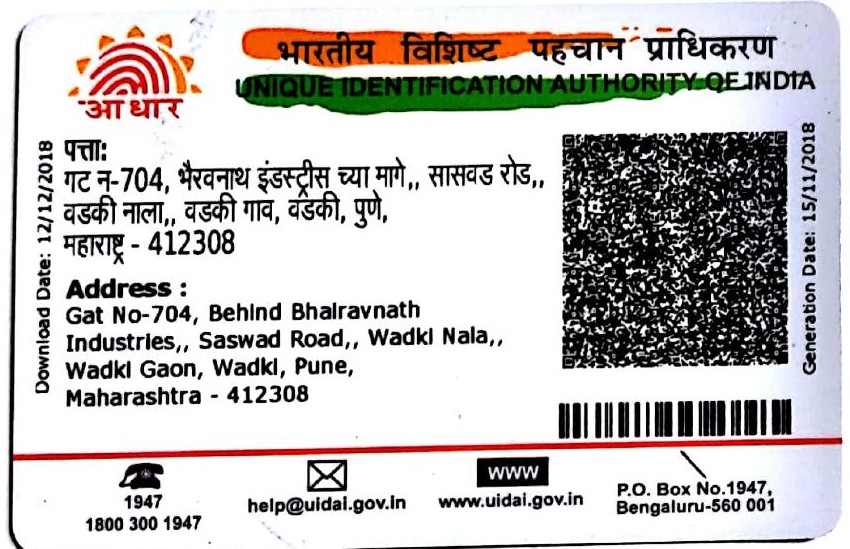 भारतीय विशिष्ट पहचान प्राधिकरण
UNIQUE IDENTIFICATION AUTHORITY OF INDIA
आधार
Download Date: 12/12/2018
पत्ता:
गट न-704, भैरवनाथ इंडस्ट्रीस च्या मागे,, सासवड रोड,,
वडकी नाला,, वडकी गाव, वडकी, पुणे,
महाराष्ट्र - 412308
Address :
Gat No-704, Behind Bhairavnath
Industries,, Saswad Road,, Wadki Nala,,
Wadki Gaon, Wadki, Pune,
Maharashtra - 412308
Generation Date: 15/11/2018
1947
1800 300 1947
help@uidai.gov.in
WWW
www.uidai.gov.in
P.O. Box No.1947,
Bengaluru-560 001